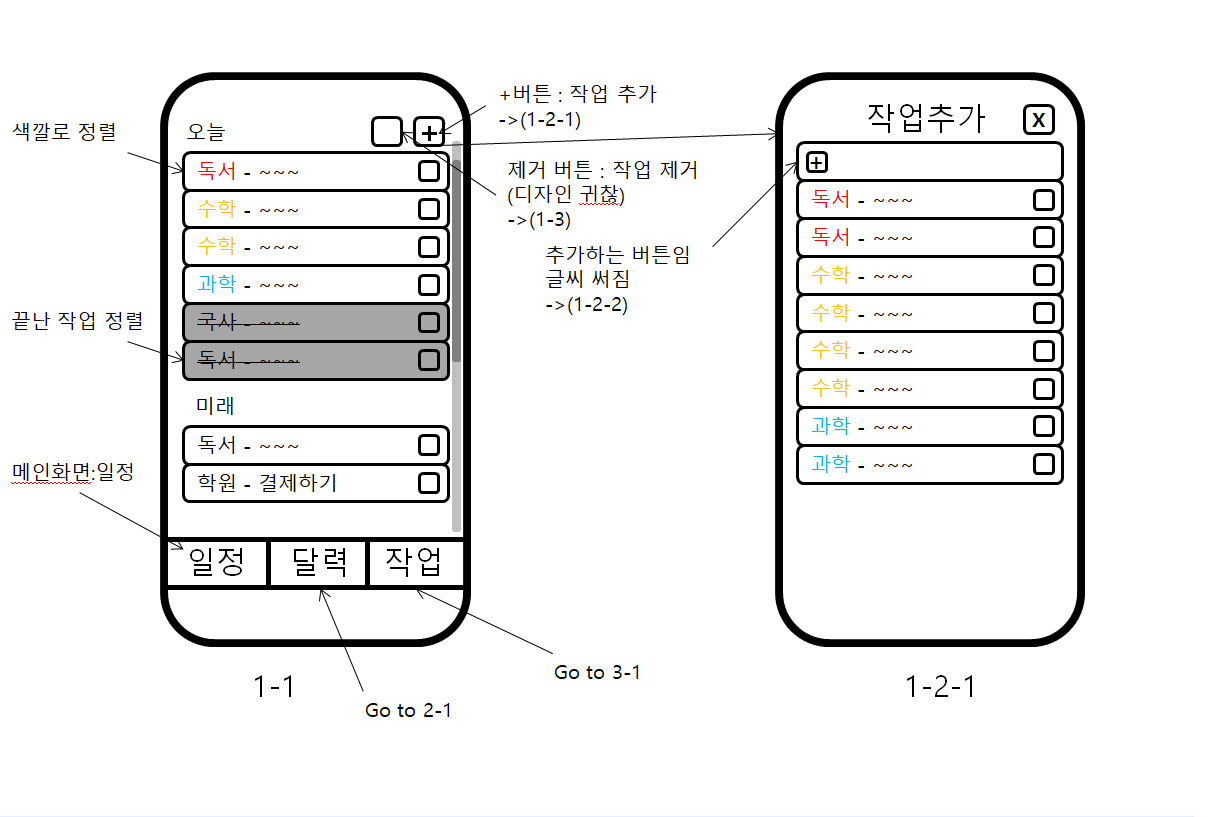 색깔로 정렬
끝난 작업 정렬
메인화면:일정
오늘
+
독서 - ~~~
수학 - ~~~
수학 - ~~~
과학 - ~~~
국사 - ~~~
독서 - ~~~
미래
독서 - ~~~
학원 - 결제하기
일정 달력 작업
1-1
Go to 2-1
Go to 3-1
+버튼 : 작업 추가
->(1-2-1)
제거 버튼 : 작업 제거
(디자인 귀찮)
->(1-3)
추가하는 버튼임
글씨 써짐
->(1-2-2)
작업추가 X
+
독서 - ~~~
독서 - ~~~
수학 - ~~~
수학 - ~~~
수학 - ~~~
수학 - ~~~
과학 - ~~~
과학 - ~~~
1-2-1